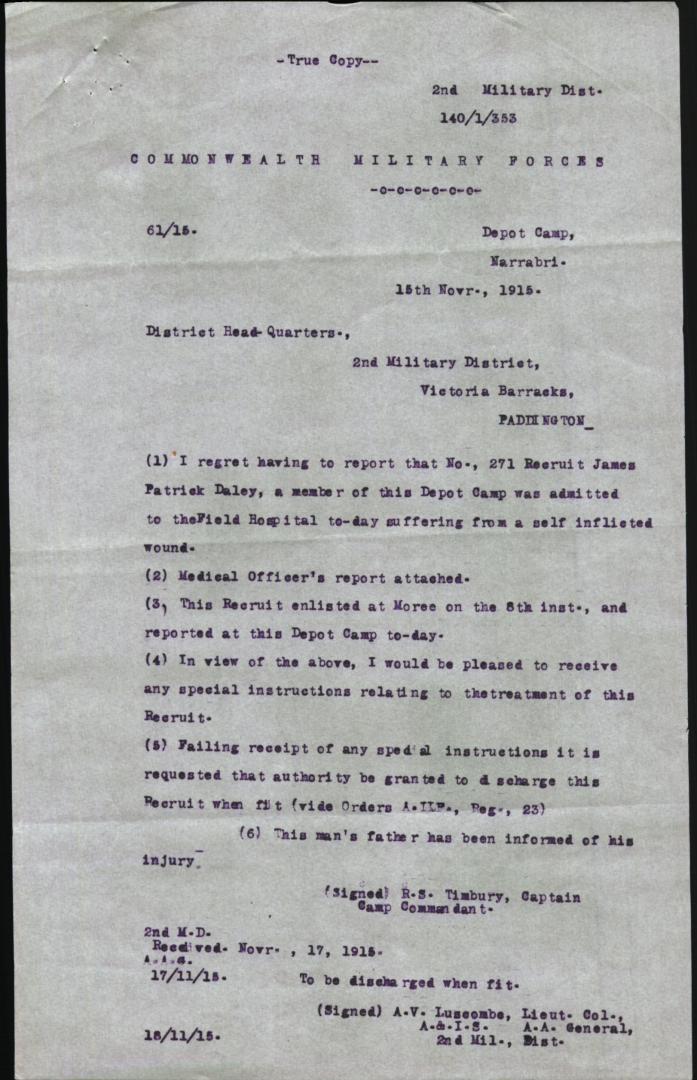 -True Copy--
2nd Military Dist.
140/1/353
COMMONWEALTH MILITARY FORCES
-o-o-o-o-o-o-
61/15.
Depot Camp,
Narrabri.
15th Novr., 1915.
District Head-Quarters.,
2nd Military District,
Victoria Barracks,
PADDINGTON_
(1) I regret having to report that No., 271 Recruit James
Patrick Daley, a member of this Depot Camp was admitted
to theField Hospital to-day suffering from a self inflicted
wound.
(2) Medical Officer's report attached.
(3, This Recruit enlisted at Moree on the 8th inst., and
reported at this Depot Camp to-day.
(4) In view of the above, I would be pleased to receive
any special instructions relating to thetreatment of this
Recruit.
(5) Failing receipt of any special instructions it is
requested that authority be granted to discharge this
Recruit when fit (vide Orders A.I.F., Reg., 23)
(6) This man's father has been informed of his
injury_
(Signed) R.S. Timbury, Captain
Camp Commandant.
2nd M.D.
Received. Novr. , 17, 1915.
A.A.G.
17/11/15.
To be discharged when fit.
(Signed) A.V. Luscombe, Lieut. Col.,
A.&.I.S. A.A. General,
18/11/15.
2nd Mil., Dist.